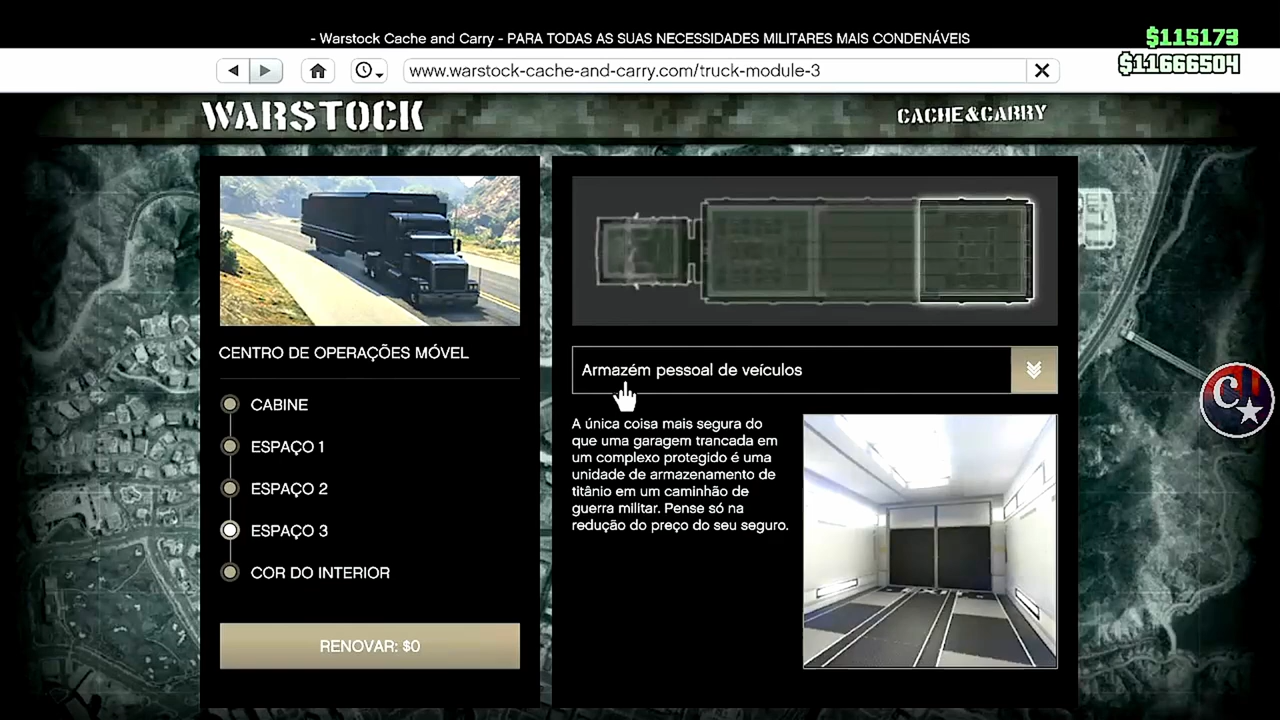 - Warstock Cache and Carry - PARA TODAS AS SUAS NECESSIDADES MILITARES MAIS CONDENÁVEIS
$115173
$11666504
www.warstock-cache-and-carry.com/truck-module-3
WARSTOCK
CACHE&CARRY
CENTRO DE OPERAÇÕES MÓVEL
CABINE
ESPAÇO 1
ESPAÇO 2
ESPAÇO 3
COR DO INTERIOR
RENOVAR: $0
Armazém pessoal de veículos
A única coisa mais segura do
que uma garagem trancada em
um complexo protegido é uma
unidade de armazenamento de
titânio em um caminhão de
guerra militar. Pense só na
redução do preço do seu seguro.
C